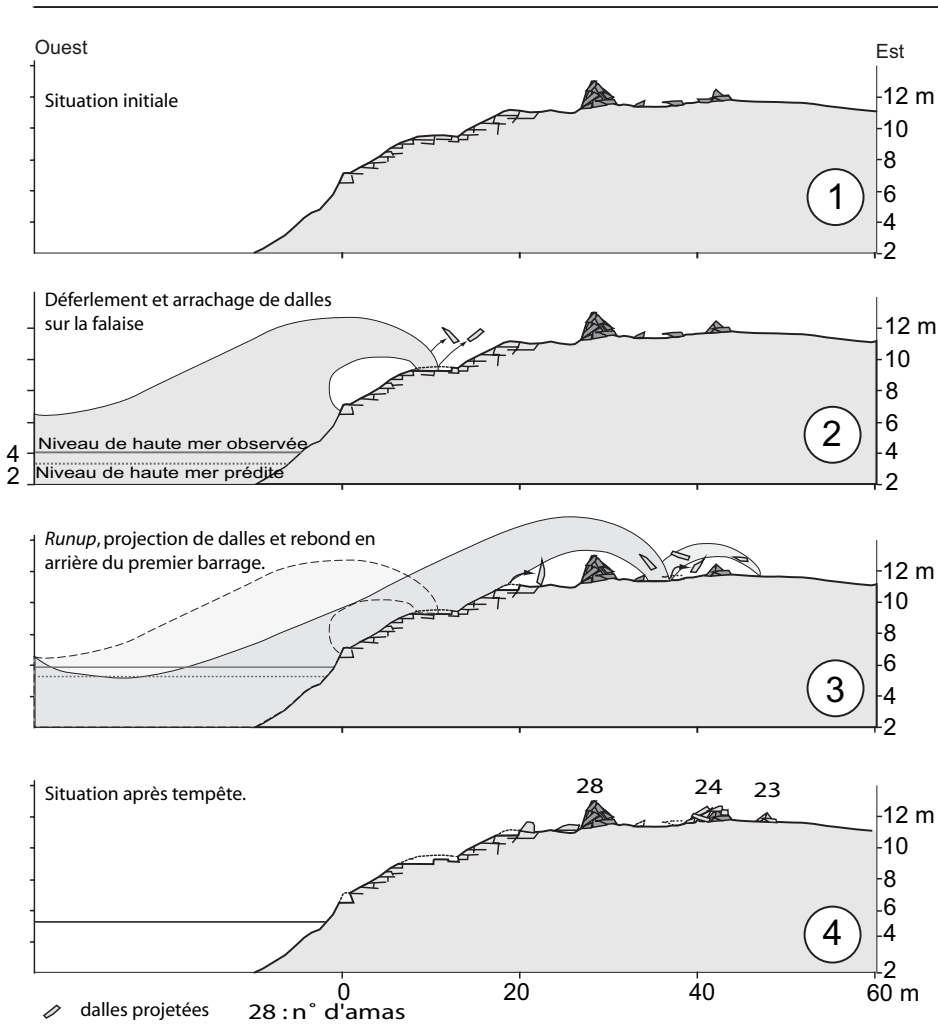 Ouest
Est
Situation initiale
12 m
10
8
6
4
2
1
Déferlement et arrachage de dalles
sur la falaise
12 m
10
8
6
4
2
Niveau de haute mer observée
4
Niveau de haute mer prédite
2
2
Runup, projection de dalles et rebond en
arrière du premier barrage.
12 m
10
8
6
4
2
3
Situation après tempête.
28
24
23
12 m
10
8
6
4
2
4
0
20
60 m
dalles projetées
28 : n° d'amas